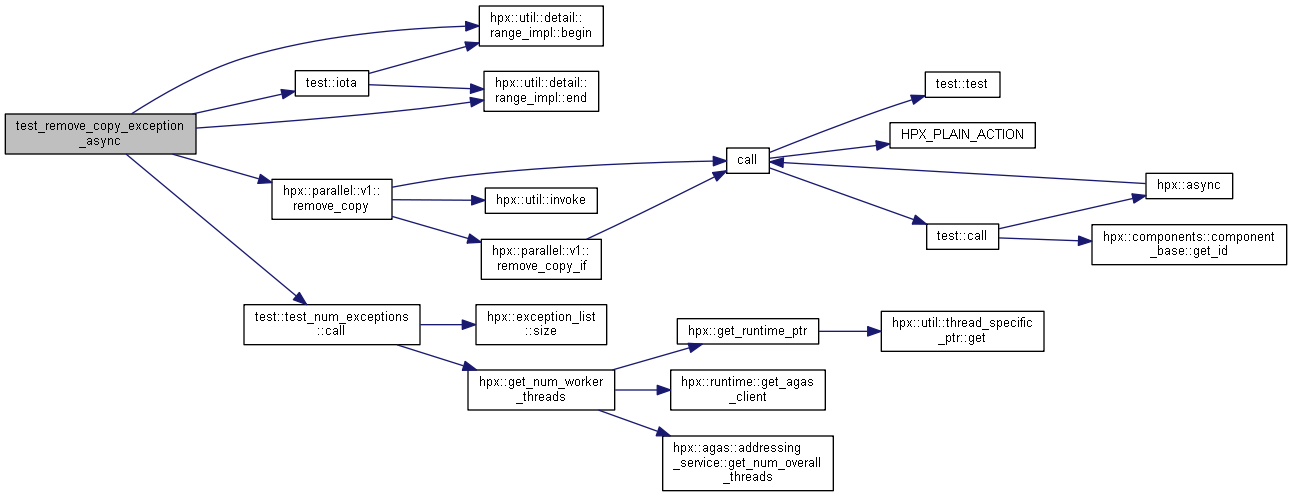 test_remove_copy_exception
_async
hpx::util::detail::
range_impl::begin
test::iota
hpx::util::detail::
range_impl::end
hpx::parallel::v1::
remove_copy
hpx::util::invoke
hpx::parallel::v1::
remove_copy_if
call
test::test
HPX_PLAIN_ACTION
test::call
hpx::async
hpx::components::component
_base::get_id
test::test_num_exceptions
::call
hpx::exception_list
::size
hpx::get_num_worker
_threads
hpx::get_runtime_ptr
hpx::util::thread_specific
_ptr::get
hpx::runtime::get_agas
_client
hpx::agas::addressing
_service::get_num_overall
_threads